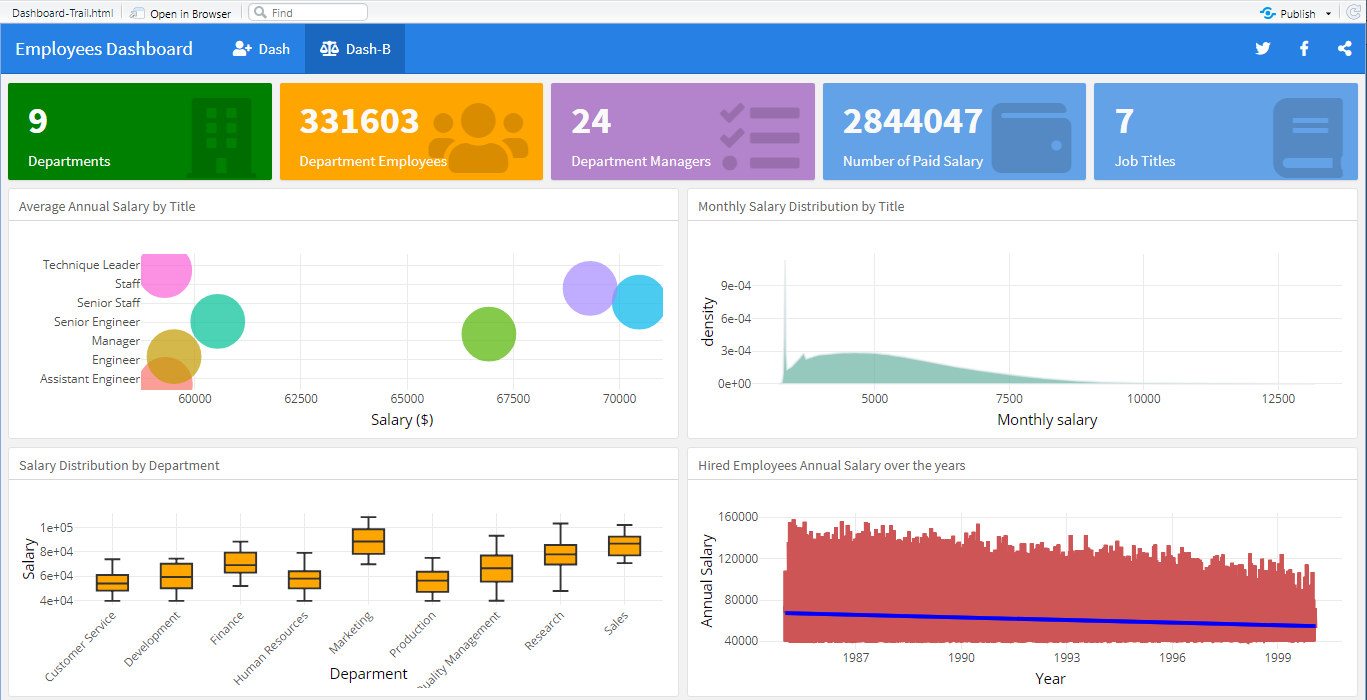 Dashboard-Trail.html Open in Browser Find Publish
Employees Dashboard Dash Dash-B
9
Departments
331603
Department Employees
24
Department Managers
2844047
Number of Paid Salary
7
Job Titles
Average Annual Salary by Title
Technique Leader
Staff
Senior Staff
Senior Engineer
Manager
Engineer
Assistant Engineer
60000 62500 65000 67500 70000
Salary ($)
Monthly Salary Distribution by Title
density
9e-04
6e-04
3e-04
0e+00
5000 7500 10000 12500
Monthly salary
Salary Distribution by Department
Salary
1e+05
8e+04
6e+04
4e+04
Customer Service Development Finance Human Resources Marketing Production Quality Management Research Sales
Deparment
Hired Employees Annual Salary over the years
Annual Salary
160000
120000
80000
40000
1987 1990 1993 1996 1999
Year